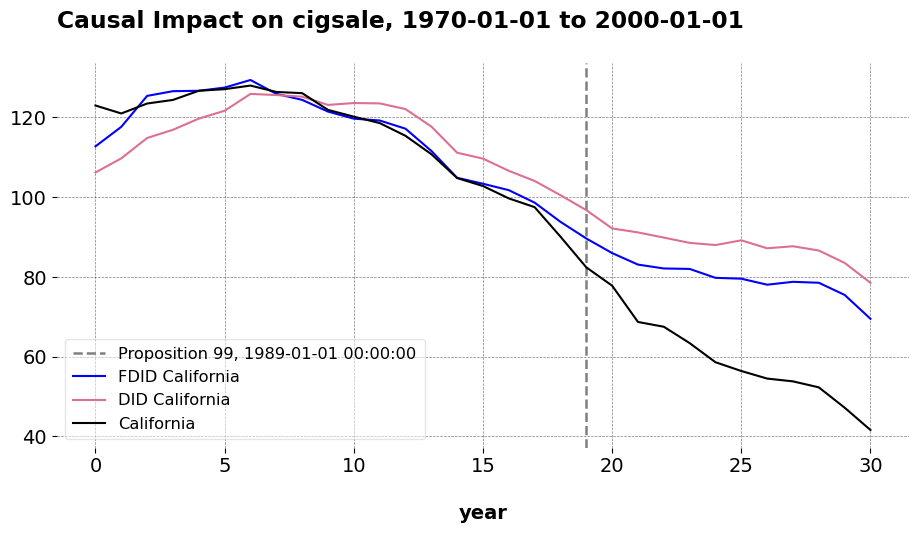 Causal Impact on cigsale, 1970-01-01 to 2000-01-01
120
100
80
60
40
Proposition 99, 1989-01-01 00:00:00
FDID California
DID California
California
0 5 10 15 20 25 30
year